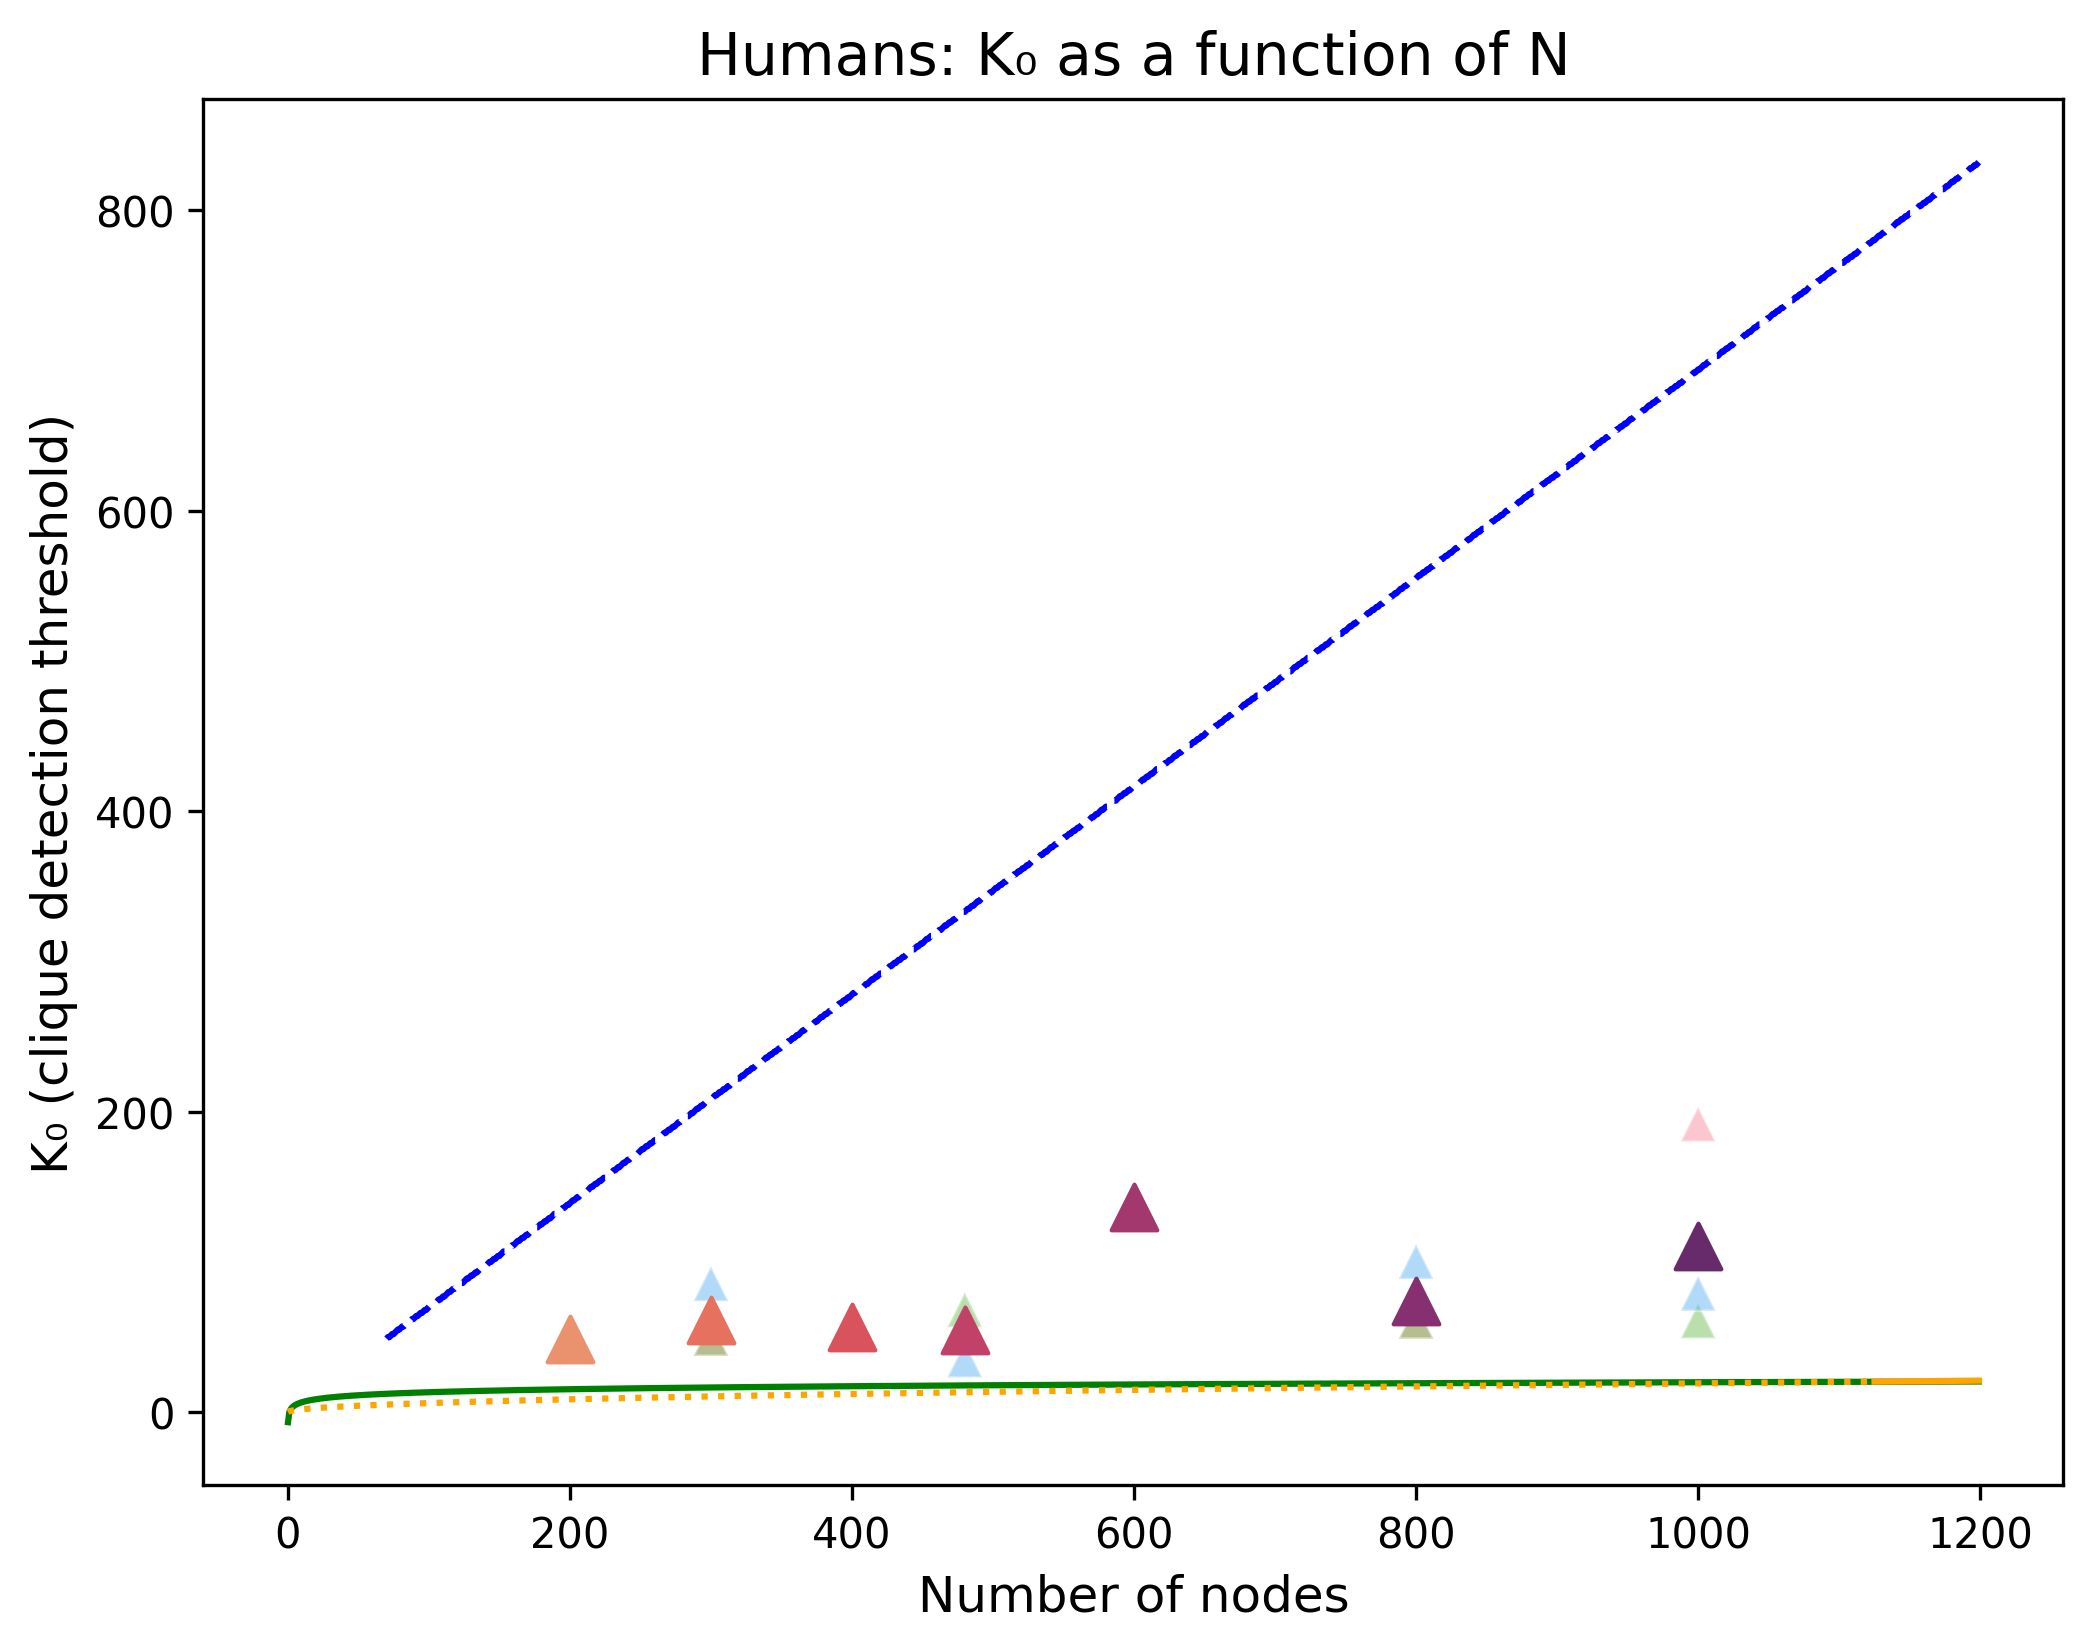 Humans: K₀ as a function of N
K₀ (clique detection threshold)
800
600
400
200
0
0 200 400 600 800 1000 1200
Number of nodes